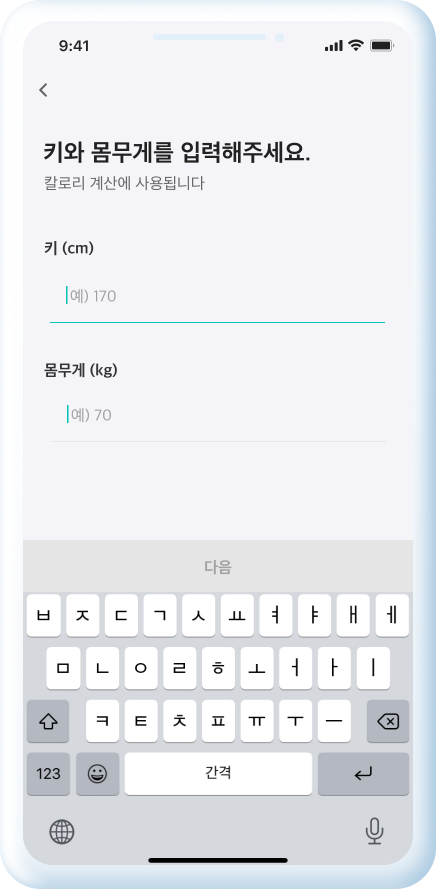 9:41
키와 몸무게를 입력해주세요.
칼로리 계산에 사용됩니다
키 (cm)
예) 170
몸무게 (kg)
예) 70
다음
ㅂ ㅈ ㄷ ㄱ ㅅ ㅛ ㅕ ㅑ ㅐ ㅔ
ㅁ ㄴ ㅇ ㄹ ㅎ ㅗ ㅓ ㅏ ㅣ
ㅋ ㅌ ㅊ ㅍ ㅠ ㅜ ㅡ
123 간격